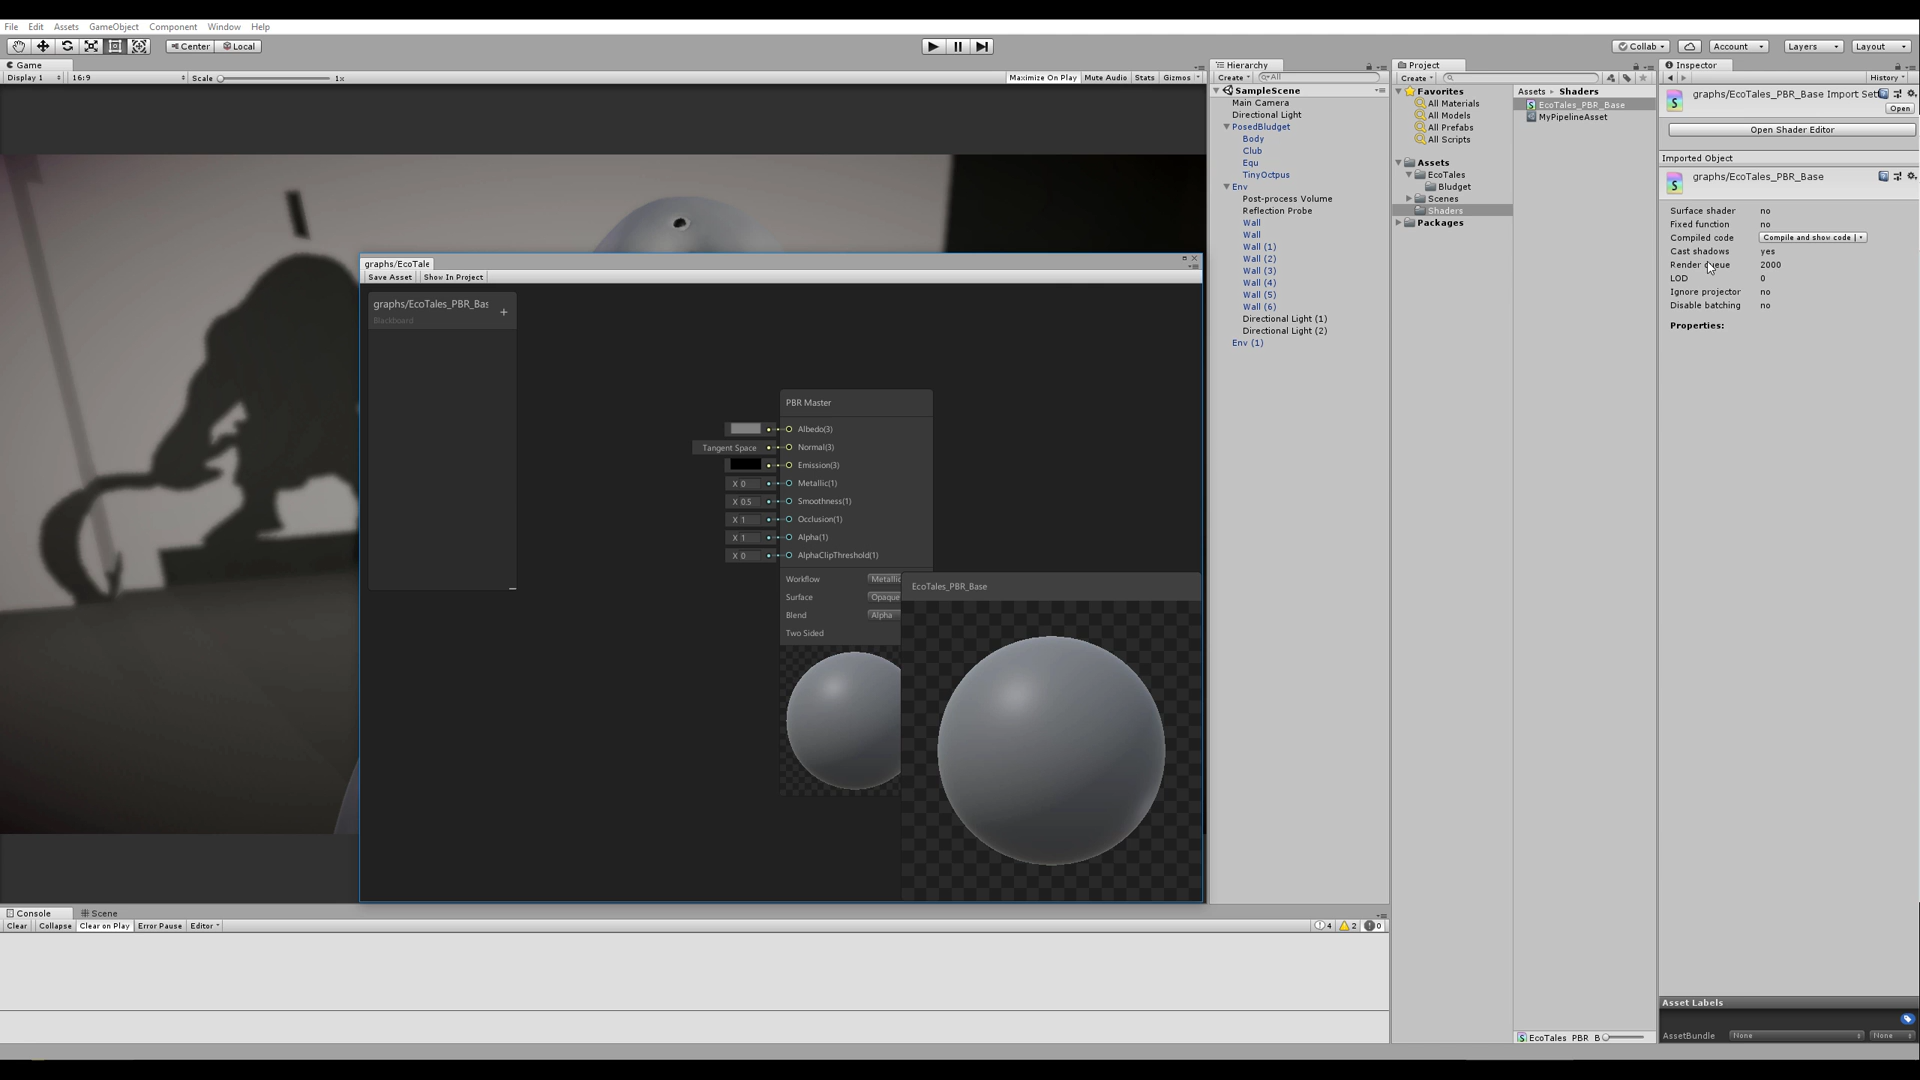 File Edit Assets GameObject Component Window Help
Center Local
Collab Account Layers Layout
Game
Display 1 16:9 Scale 1x Maximize On Play Mute Audio Stats Gizmos
graphs/EcoTale
Save Asset Show In Project
graphs/EcoTales_PBR_Bas
Blackboard
PBR Master
Albedo(3)
Tangent Space Normal(3)
Emission(3)
X 0 Metallic(1)
X 0.5 Smoothness(1)
X 1 Occlusion(1)
X 1 Alpha(1)
X 0 AlphaClipThreshold(1)
Workflow Metallic
Surface Opaque
Blend Alpha
Two Sided
EcoTales_PBR_Base
Console Scene
Clear Collapse Clear on Play Error Pause Editor 4 2 0
Hierarchy
Create All
SampleScene
Main Camera
Directional Light
PosedBludget
Body
Club
Equ
TinyOctpus
Env
Post-process Volume
Reflection Probe
Wall
Wall
Wall (1)
Wall (2)
Wall (3)
Wall (4)
Wall (5)
Wall (6)
Directional Light (1)
Directional Light (2)
Env (1)
Project
Create
Favorites
All Materials
All Models
All Prefabs
All Scripts
Assets
EcoTales
Bludget
Scenes
Shaders
Packages
Assets Shaders
EcoTales_PBR_Base
MyPipelineAsset
EcoTales PBR B
Inspector
History
graphs/EcoTales_PBR_Base Import Set
Open
Open Shader Editor
Imported Object
graphs/EcoTales_PBR_Base
Surface shader no
Fixed function no
Compiled code Compile and show code
Cast shadows yes
Render queue 2000
LOD 0
Ignore projector no
Disable batching no
Properties:
Asset Labels
AssetBundle None None